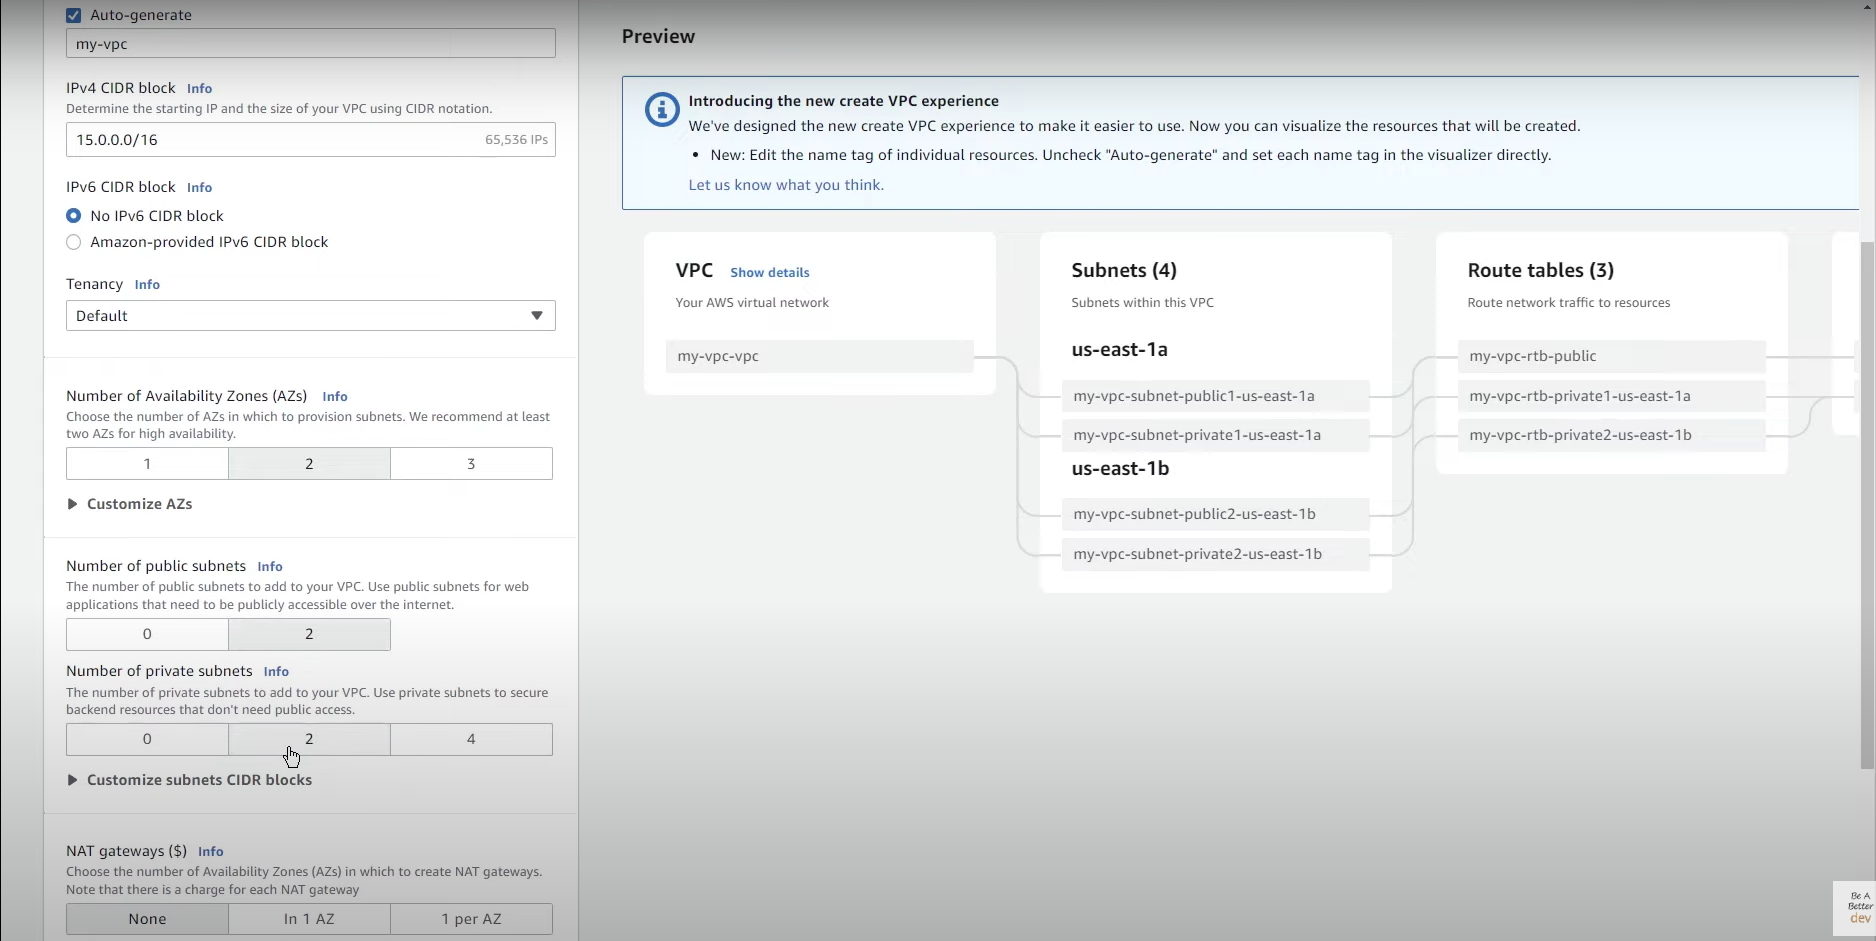 Auto-generate
my-vpc
IPv4 CIDR block Info
Determine the starting IP and the size of your VPC using CIDR notation.
15.0.0.0/16 65,536 IPs
IPv6 CIDR block Info
No IPv6 CIDR block
Amazon-provided IPv6 CIDR block
Tenancy Info
Default
Number of Availability Zones (AZs) Info
Choose the number of AZs in which to provision subnets. We recommend at least
two AZs for high availability.
1 2 3
Customize AZs
Number of public subnets Info
The number of public subnets to add to your VPC. Use public subnets for web
applications that need to be publicly accessible over the internet.
0 2
Number of private subnets Info
The number of private subnets to add to your VPC. Use private subnets to secure
backend resources that don't need public access.
0 2 4
Customize subnets CIDR blocks
NAT gateways ($) Info
Choose the number of Availability Zones (AZs) in which to create NAT gateways.
Note that there is a charge for each NAT gateway
None In 1 AZ 1 per AZ
Preview
Introducing the new create VPC experience
We've designed the new create VPC experience to make it easier to use. Now you can visualize the resources that will be created.
• New: Edit the name tag of individual resources. Uncheck "Auto-generate" and set each name tag in the visualizer directly.
Let us know what you think.
VPC Show details
Your AWS virtual network
my-vpc-vpc
Subnets (4)
Subnets within this VPC
us-east-1a
my-vpc-subnet-public1-us-east-1a
my-vpc-subnet-private1-us-east-1a
us-east-1b
my-vpc-subnet-public2-us-east-1b
my-vpc-subnet-private2-us-east-1b
Route tables (3)
Route network traffic to resources
my-vpc-rtb-public
my-vpc-rtb-private1-us-east-1a
my-vpc-rtb-private2-us-east-1b
Be A
Better
dev